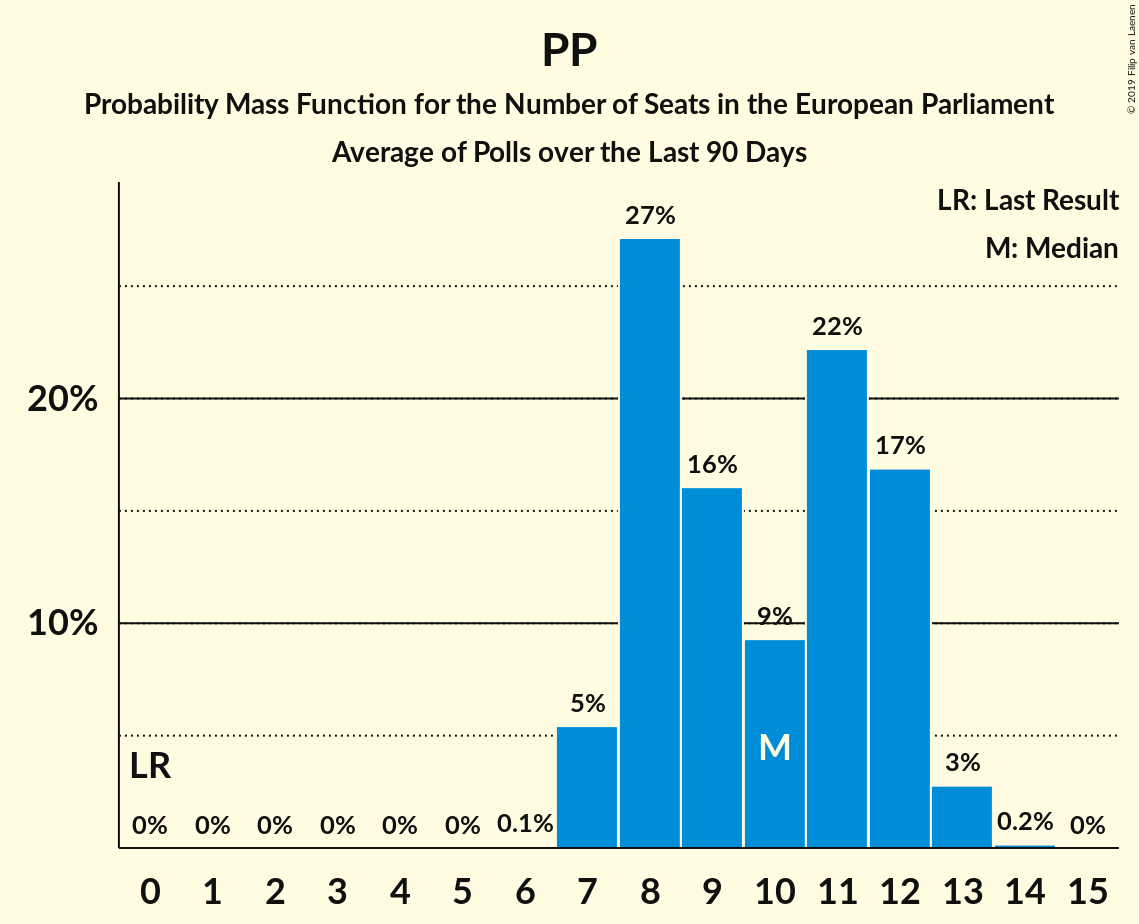 PP
Probability Mass Function for the Number of Seats in the European Parliament
Average of Polls over the Last 90 Days
© 2019 Filip van Laenen
LR: Last Result
M: Median
27%
22%
20%
17%
16%
10%
9%
5%
M
LR
3%
0% 0% 0% 0% 0% 0% 0.1% 0.2% 0%
0 1 2 3 4 5 6 7 8 9 10 11 12 13 14 15